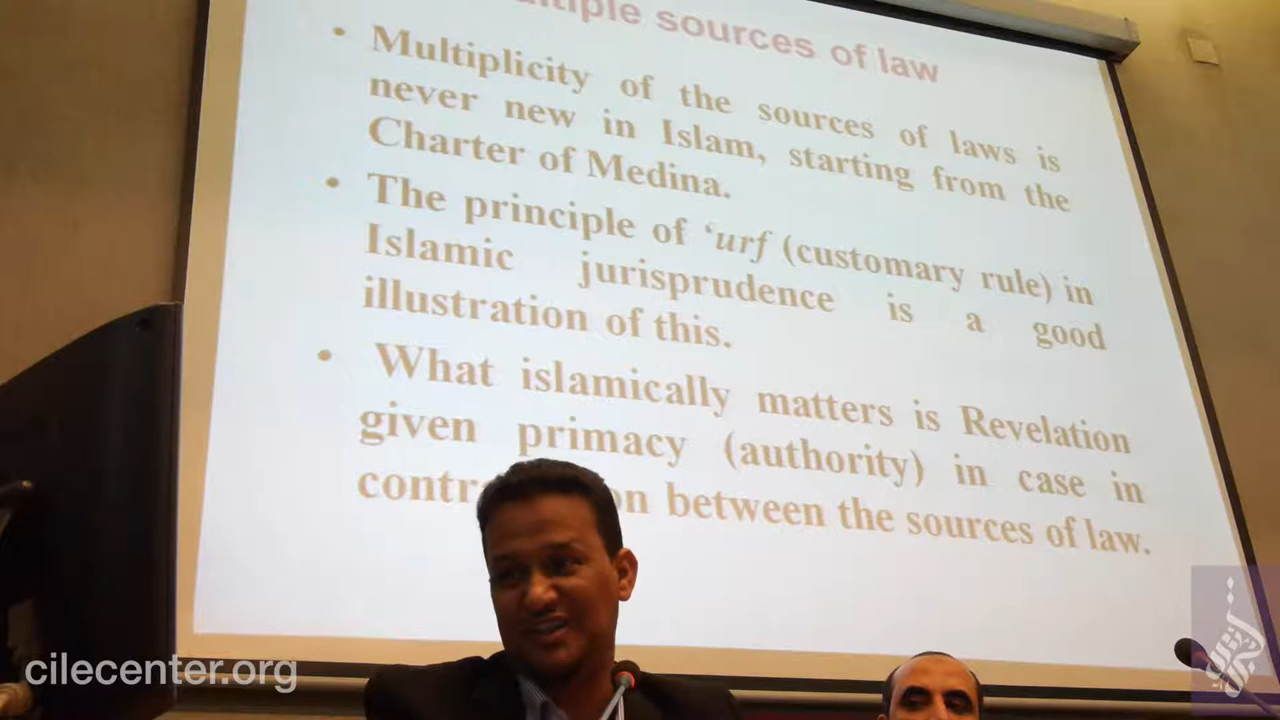 sources of law
• Multiplicity of the sources of laws is
never new in Islam, starting from the
Charter of Medina.
• The principle of ‘urf (customary rule) in
Islamic jurisprudence is a good
illustration of this.
• What islamically matters is Revelation
given primacy (authority) in case in
between the sources of law.
cilecenter.org